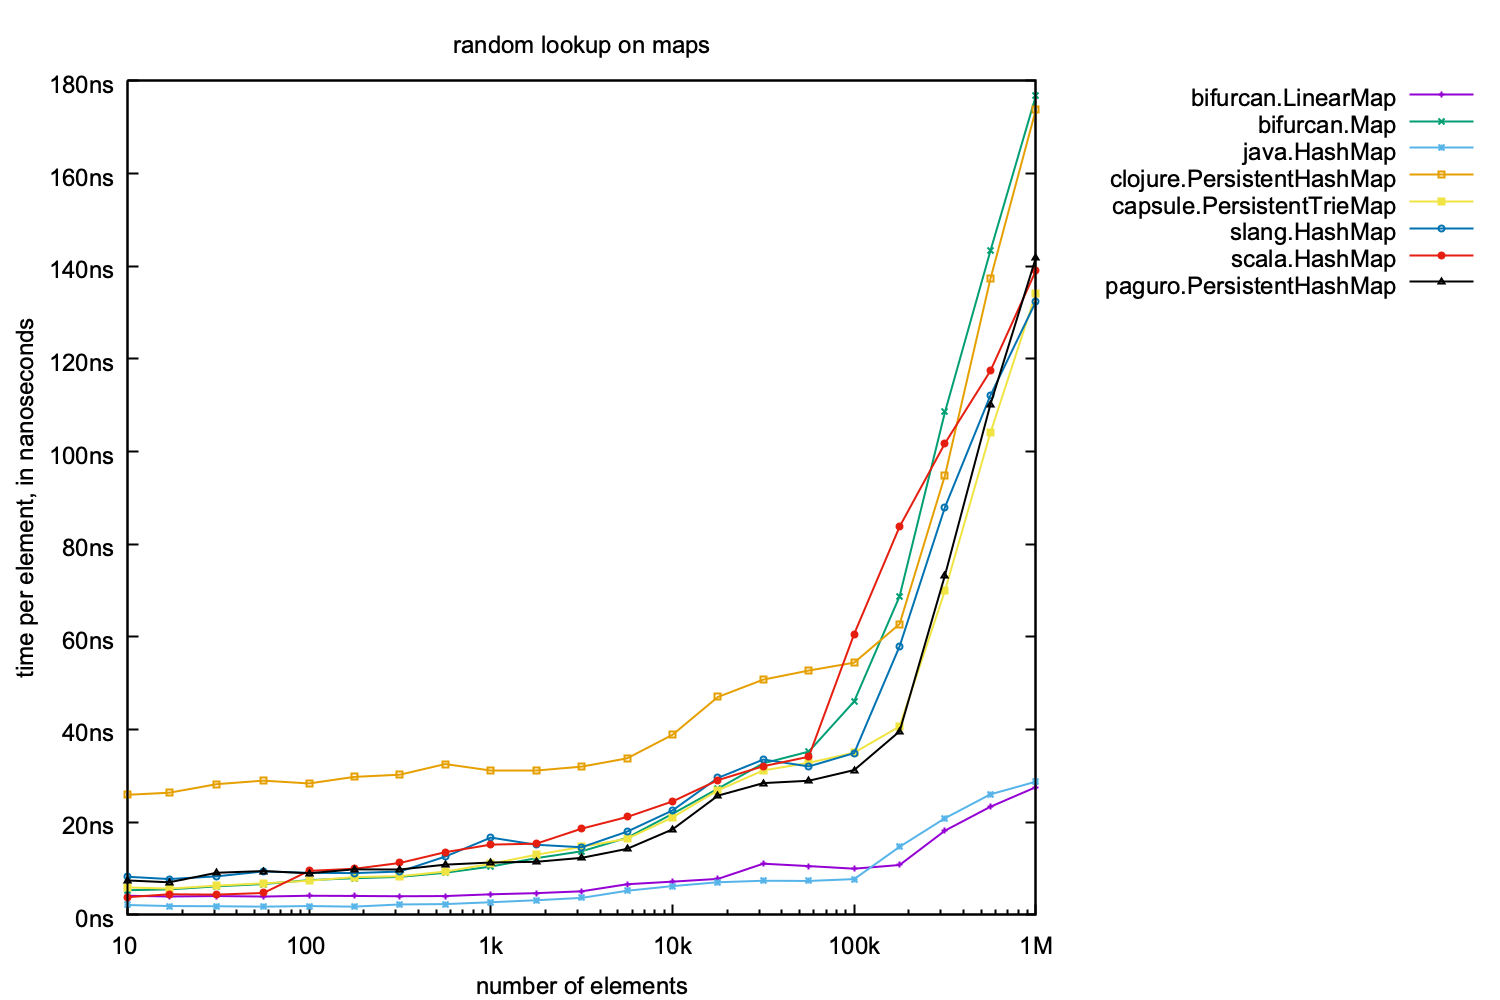 random lookup on maps
180ns
160ns
140ns
120ns
100ns
80ns
60ns
40ns
20ns
0ns
time per element, in nanoseconds
10 100 1k 10k 100k 1M
number of elements
bifurcan.LinearMap
bifurcan.Map
java.HashMap
clojure.PersistentHashMap
capsule.PersistentTrieMap
slang.HashMap
scala.HashMap
paguro.PersistentHashMap